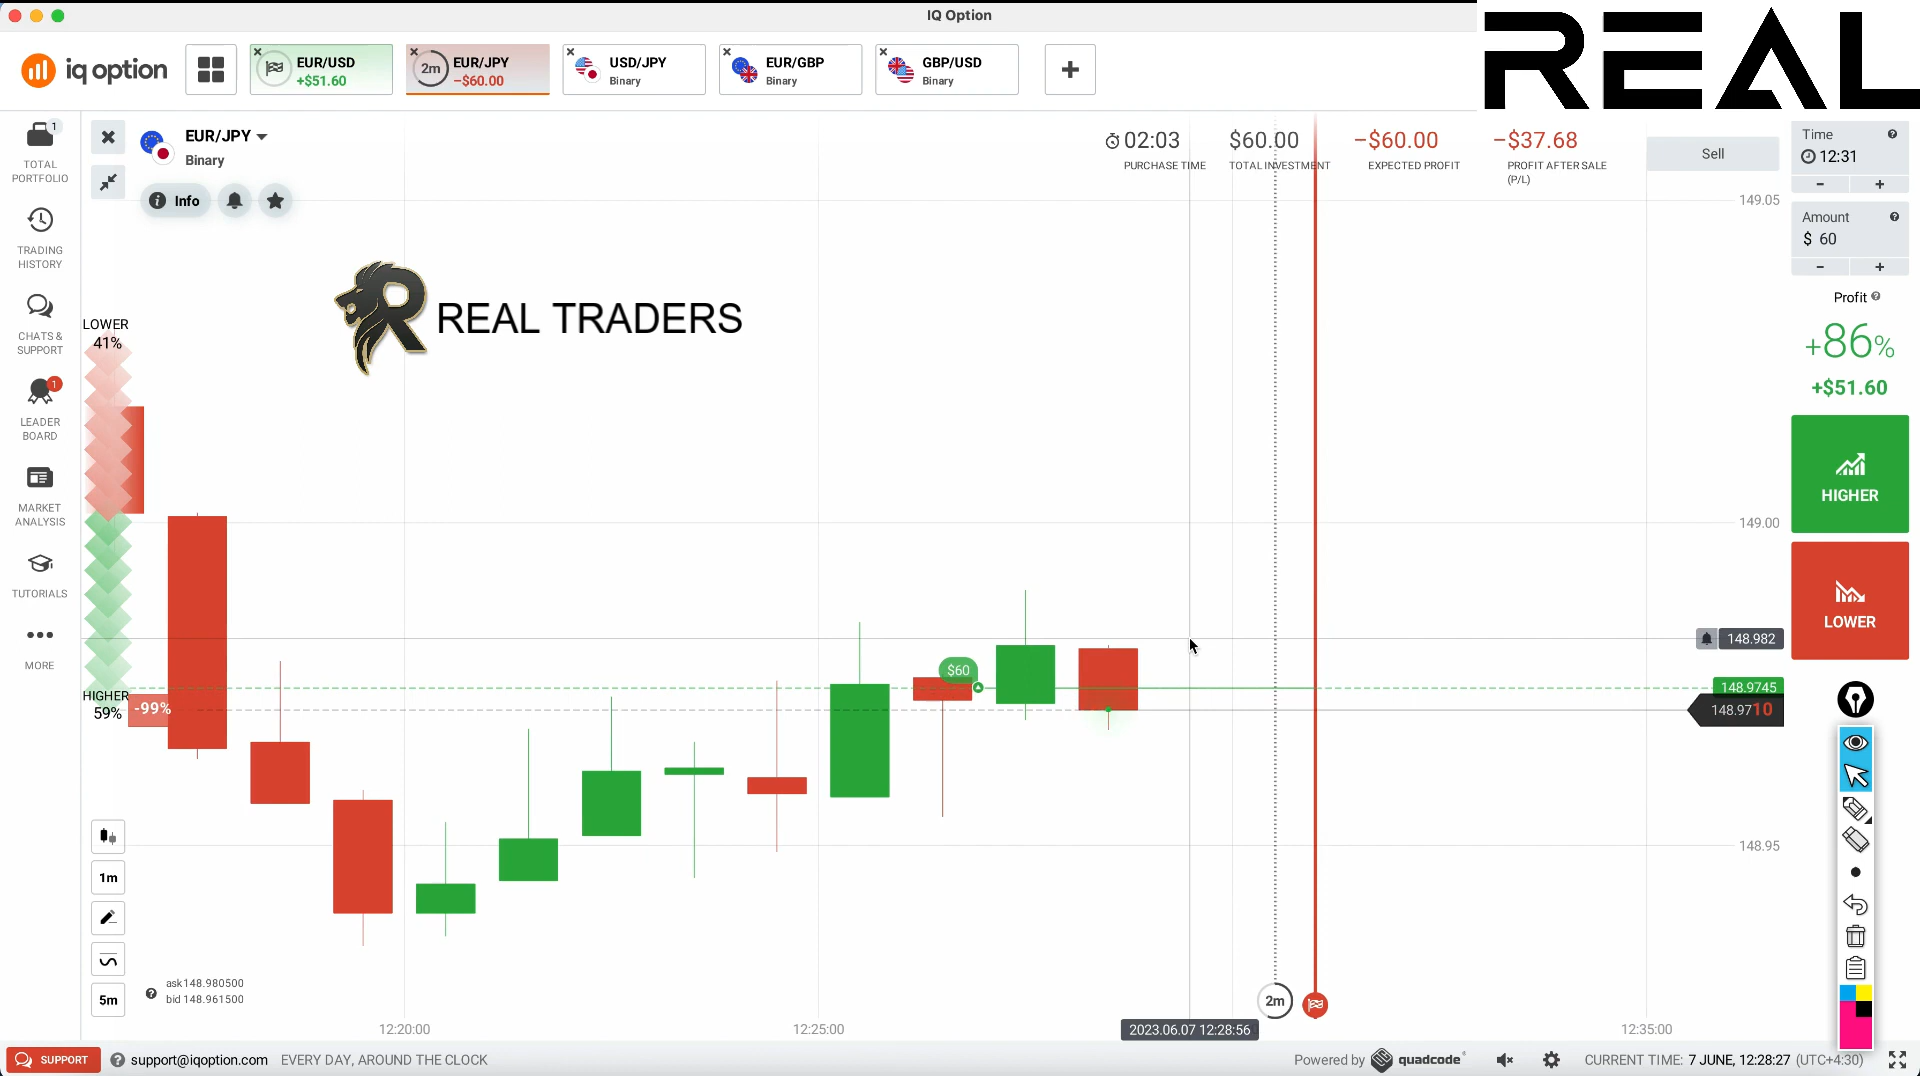 IQ Option
REAL
iq option
EUR/USD
+$51.60
2m
EUR/JPY
−$60.00
USD/JPY
Binary
EUR/GBP
Binary
GBP/USD
Binary
1
TOTAL
PORTFOLIO
TRADING
HISTORY
CHATS &
SUPPORT
1
LEADER
BOARD
MARKET
ANALYSIS
TUTORIALS
MORE
EUR/JPY
Binary
Info
02:03
PURCHASE TIME
$60.00
TOTAL INVESTMENT
−$60.00
EXPECTED PROFIT
−$37.68
PROFIT AFTER SALE
(P/L)
Sell
Time
12:31
Amount
$ 60
Profit
+86%
+$51.60
HIGHER
LOWER
REAL TRADERS
LOWER
41%
HIGHER
59%
-99%
$60
149.05
149.00
148.982
148.9745
148.9710
148.95
1m
5m
ask 148.980500
bid 148.961500
2m
12:20:00
12:25:00
2023.06.07 12:28:56
12:35:00
SUPPORT
support@iqoption.com
EVERY DAY, AROUND THE CLOCK
Powered by quadcode
CURRENT TIME: 7 JUNE, 12:28:27 (UTC+4:30)